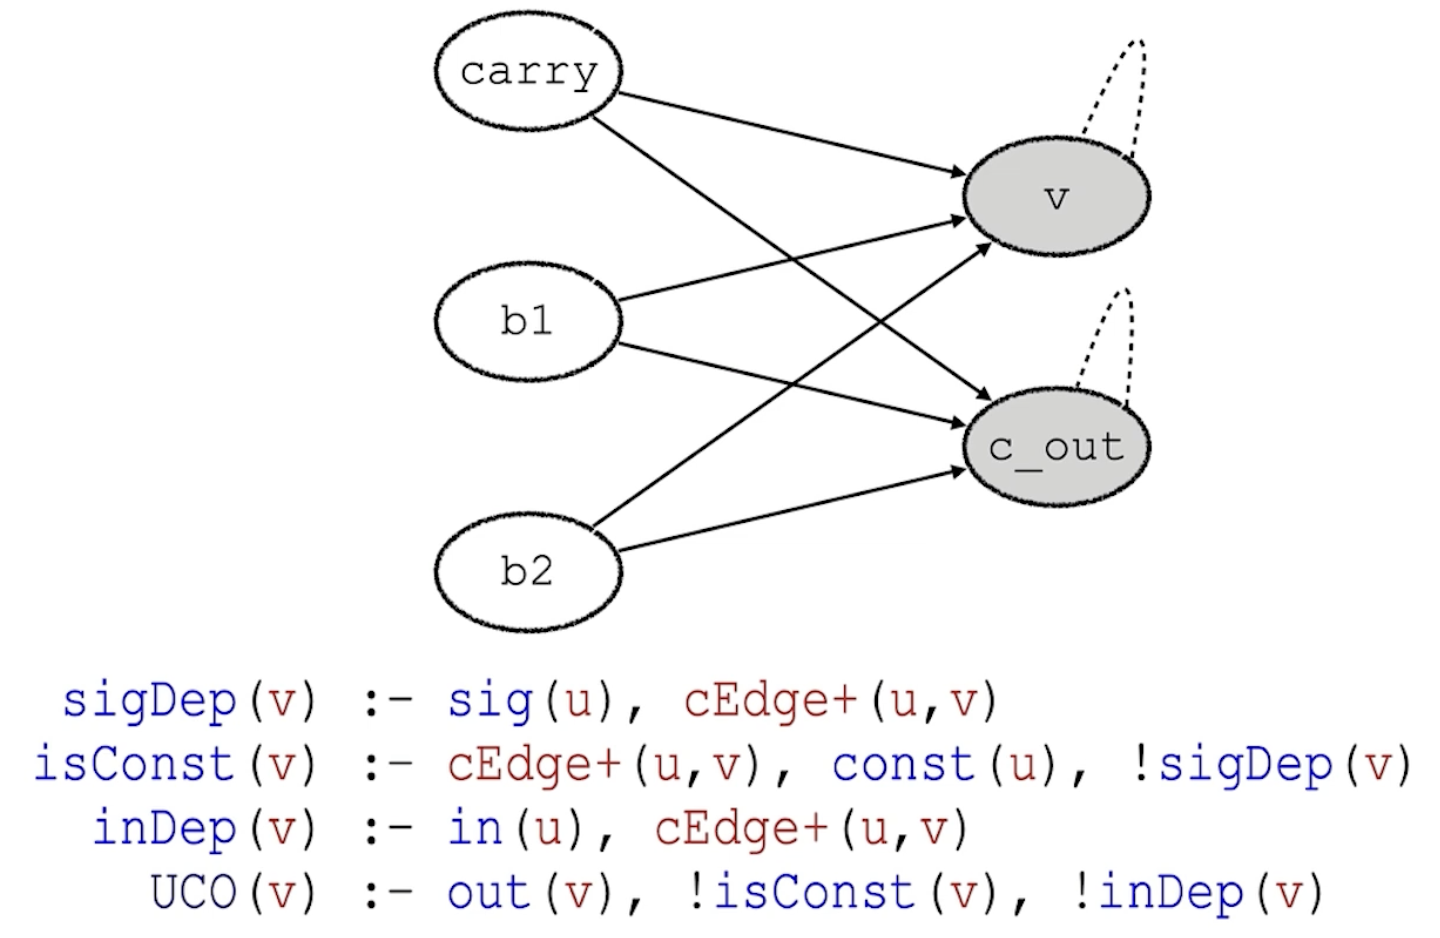 carry
v
b1
c_out
b2
sigDep(v) :- sig(u), cEdge+(u,v)
isConst(v) :- cEdge+(u,v), const(u), !sigDep(v)
inDep(v) :- in(u), cEdge+(u,v)
UCO(v) :- out(v), !isConst(v), !inDep(v)